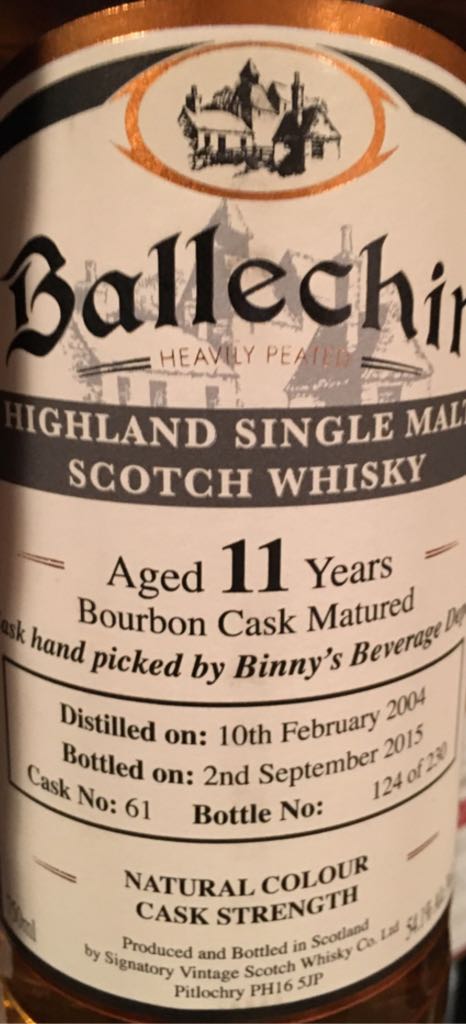 Ballechin
HEAVILY PEATED
HIGHLAND SINGLE MALT
SCOTCH WHISKY
Aged 11 Years
Bourbon Cask Matured
Cask hand picked by Binny's Beverage
Distilled on: 10th February 2004
Bottled on: 2nd September 2015
Cask No: 61 Bottle No: 124 of 230
NATURAL COLOUR
CASK STRENGTH
Produced and Bottled in Scotland
by Signatory Vintage Scotch Whisky Co. Ltd
Pitlochry PH16 5JP